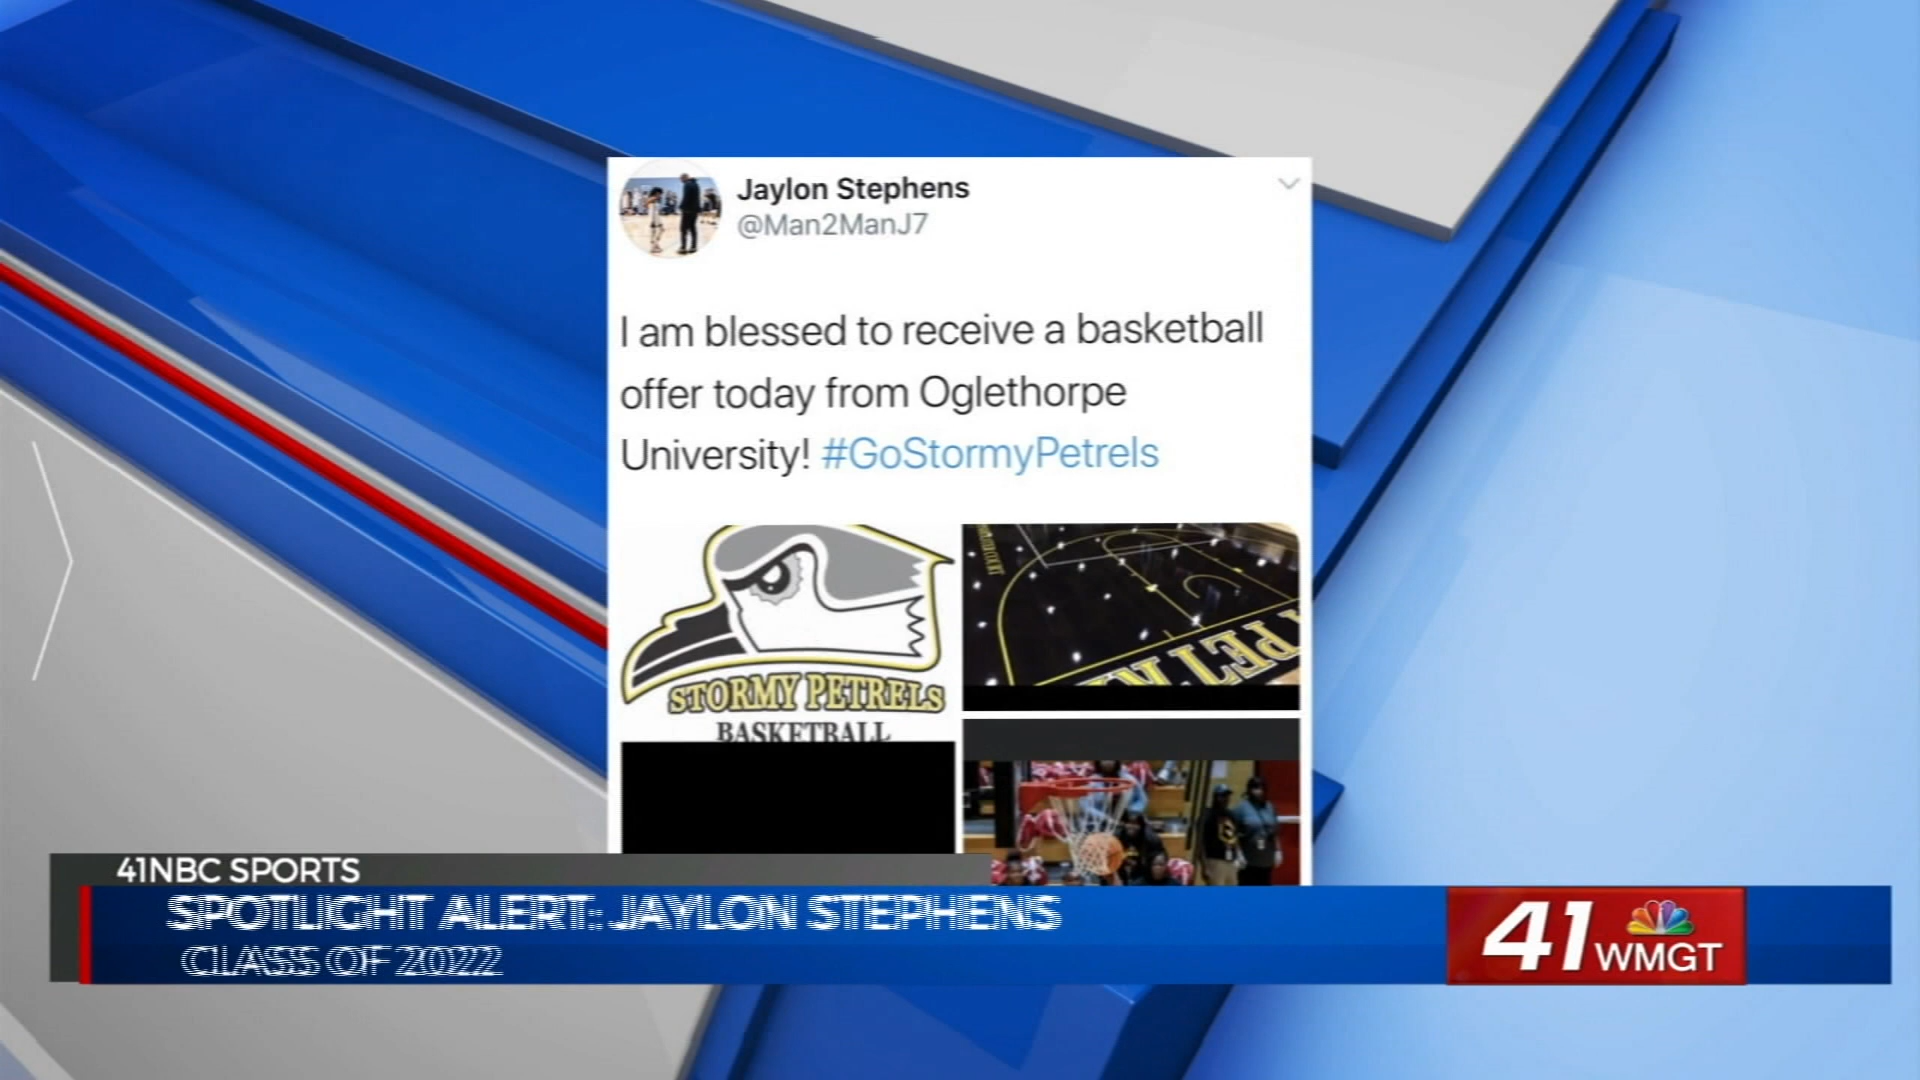 Jaylon Stephens
@Man2ManJ7
I am blessed to receive a basketball
offer today from Oglethorpe
University! #GoStormyPetrels
STORMY PETRELS
BASKETBALL
41NBC SPORTS
SPOTLIGHT ALERT: JAYLON STEPHENS
CLASS OF 2022
41 WMGT